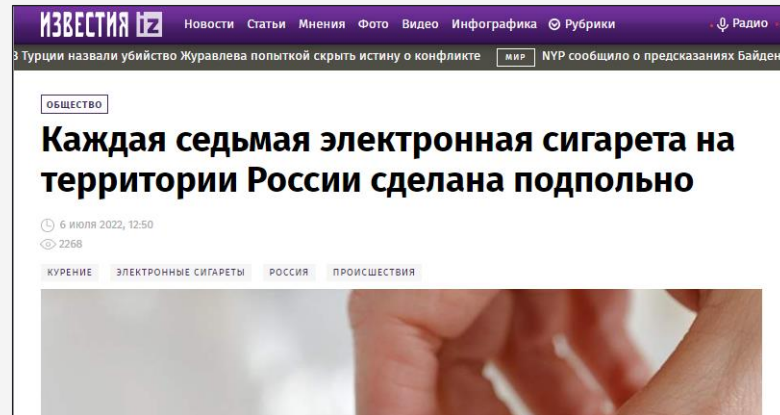 ИЗВЕСТИЯ iz Новости Статьи Мнения Фото Видео Инфографика Рубрики Радио
В Турции назвали убийство Журавлева попыткой скрыть истину о конфликте МИР NYP сообщило о предсказаниях Байден
ОБЩЕСТВО
Каждая седьмая электронная сигарета на
территории России сделана подпольно
6 июля 2022, 12:50
2268
КУРЕНИЕ ЭЛЕКТРОННЫЕ СИГАРЕТЫ РОССИЯ ПРОИСШЕСТВИЯ